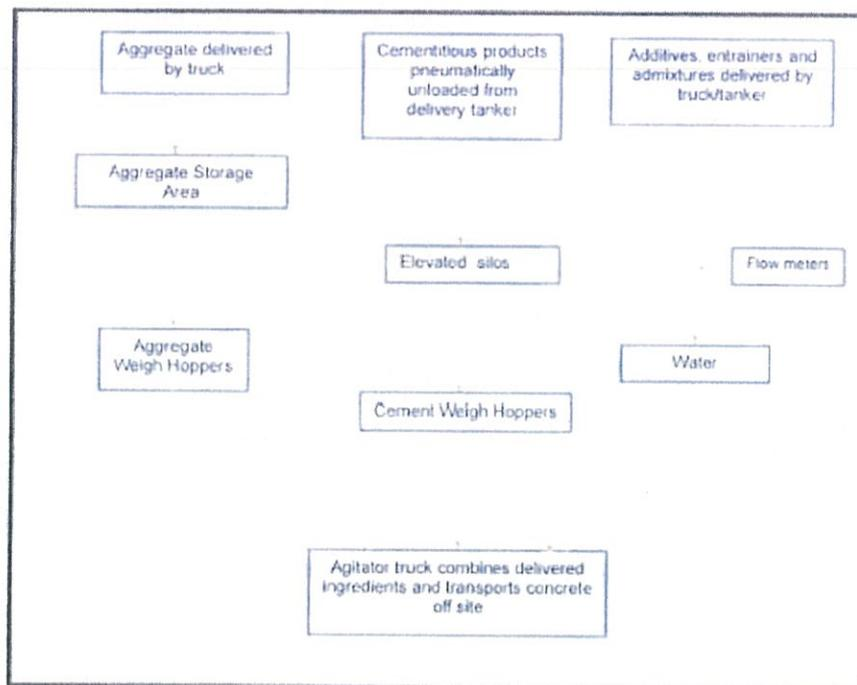 Aggregate delivered
by truck
Cementitious products
pneumatically
unloaded from
delivery tanker
Additives, entrainers and
admixtures delivered by
truck/tanker
Aggregate Storage
Area
Elevated silos
Flow meters
Aggregate
Weigh Hoppers
Water
Cement Weigh Hoppers
Agitator truck combines delivered
ingredients and transports concrete
off site